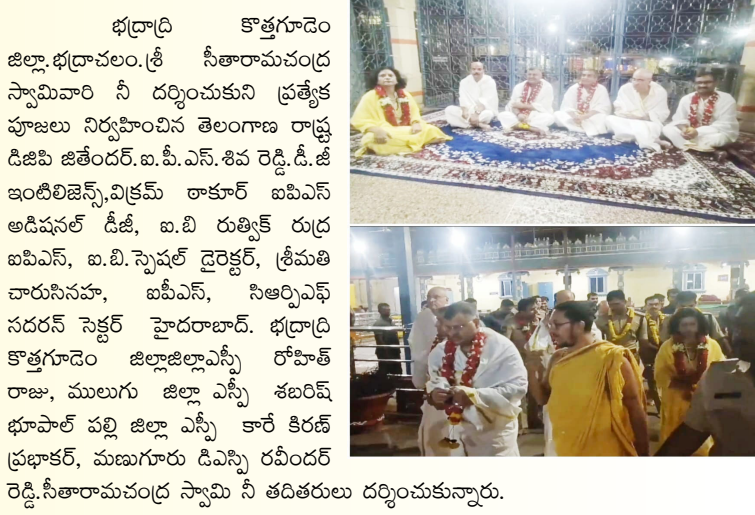 భద్రాద్రి కొత్తగూడెం
జిల్లా.భద్రాచలం.శ్రీ సీతారామచంద్ర
స్వామివారి నీ దర్శించుకుని ప్రత్యేక
పూజలు నిర్వహించిన తెలంగాణ రాష్ట్ర
డిజిపి జితేందర్.ఐ.పీ.ఎస్.శివ రెడ్డి.డీ.జీ
ఇంటిలిజెన్స్,విక్రమ్ ఠాకూర్ ఐపిఎస్
అడిషనల్ డీజీ, ఐ.బి రుత్విక్ రుద్ర
ఐపిఎస్, ఐ.బి.స్పెషల్ డైరెక్టర్, శ్రీమతి
చారుసినహ, ఐపీఎస్, సిఆర్పిఎఫ్
సదరన్ సెక్టర్ హైదరాబాద్. భద్రాద్రి
కొత్తగూడెం జిల్లాజిల్లాఎస్పీ రోహిత్
రాజు, ములుగు జిల్లా ఎస్పీ శబరిష్
భూపాల్ పల్లి జిల్లా ఎస్పీ కారే కిరణ్
ప్రభాకర్, మణుగూరు డిఎస్పి రవీందర్
రెడ్డి.సీతారామచంద్ర స్వామి నీ తదితరులు దర్శించుకున్నారు.